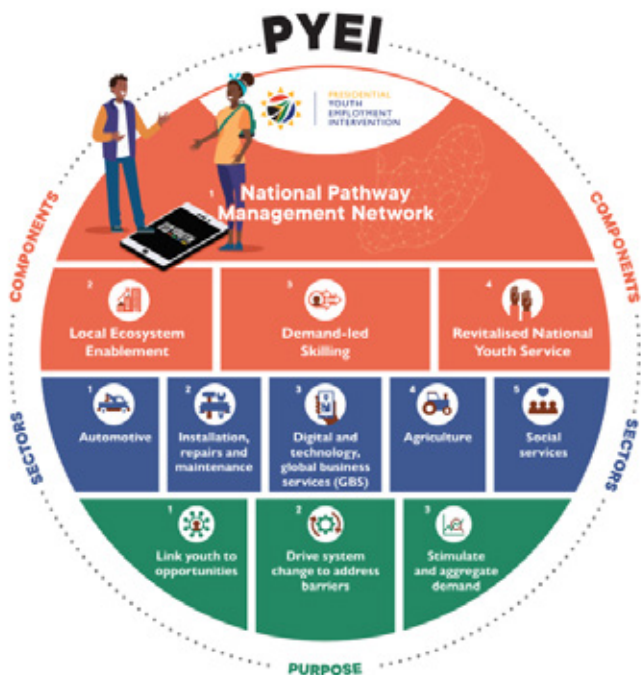 PYEI
PRESIDENTIAL
YOUTH
EMPLOYMENT
INTERVENTION
COMPONENTS
COMPONENTS
1
National Pathway
Management Network
2
Local Ecosystem
Enablement
3
Demand-led
Skilling
4
Revitalised National
Youth Service
SECTORS
SECTORS
1
Automotive
2
Installation,
repairs and
maintenance
3
Digital and
technology,
global business
services (GBS)
4
Agriculture
5
Social
services
1
Link youth to
opportunities
2
Drive system
change to address
barriers
3
Stimulate
and aggregate
demand
PURPOSE